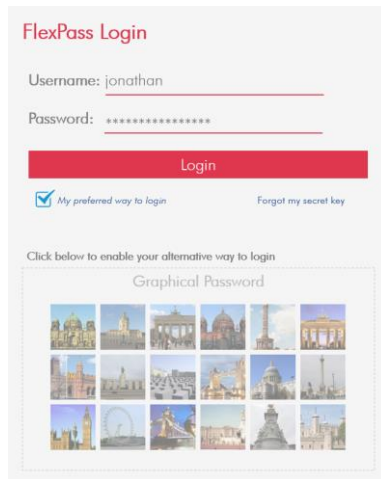 FlexPass Login
Username: jonathan
Password: ****************
Login
My preferred way to login Forgot my secret key
Click below to enable your alternative way to login
Graphical Password